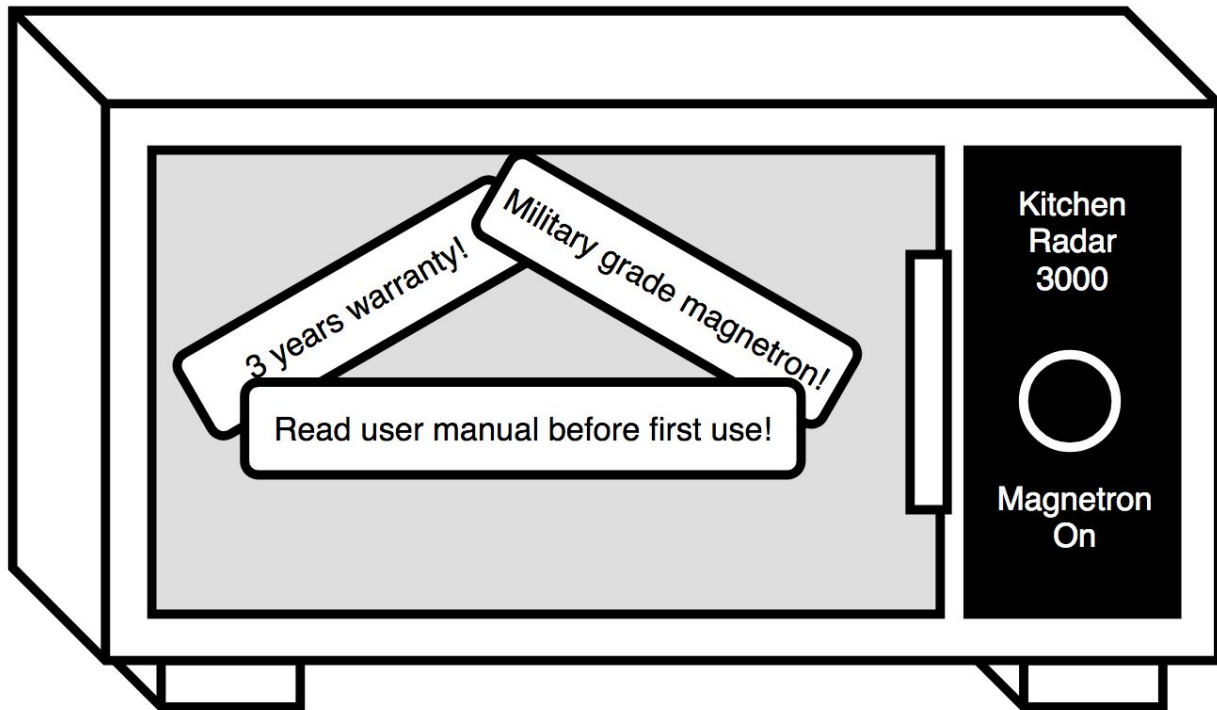 3 years warranty!
Military grade magnetron!
Read user manual before first use!
Kitchen
Radar
3000
Magnetron
On